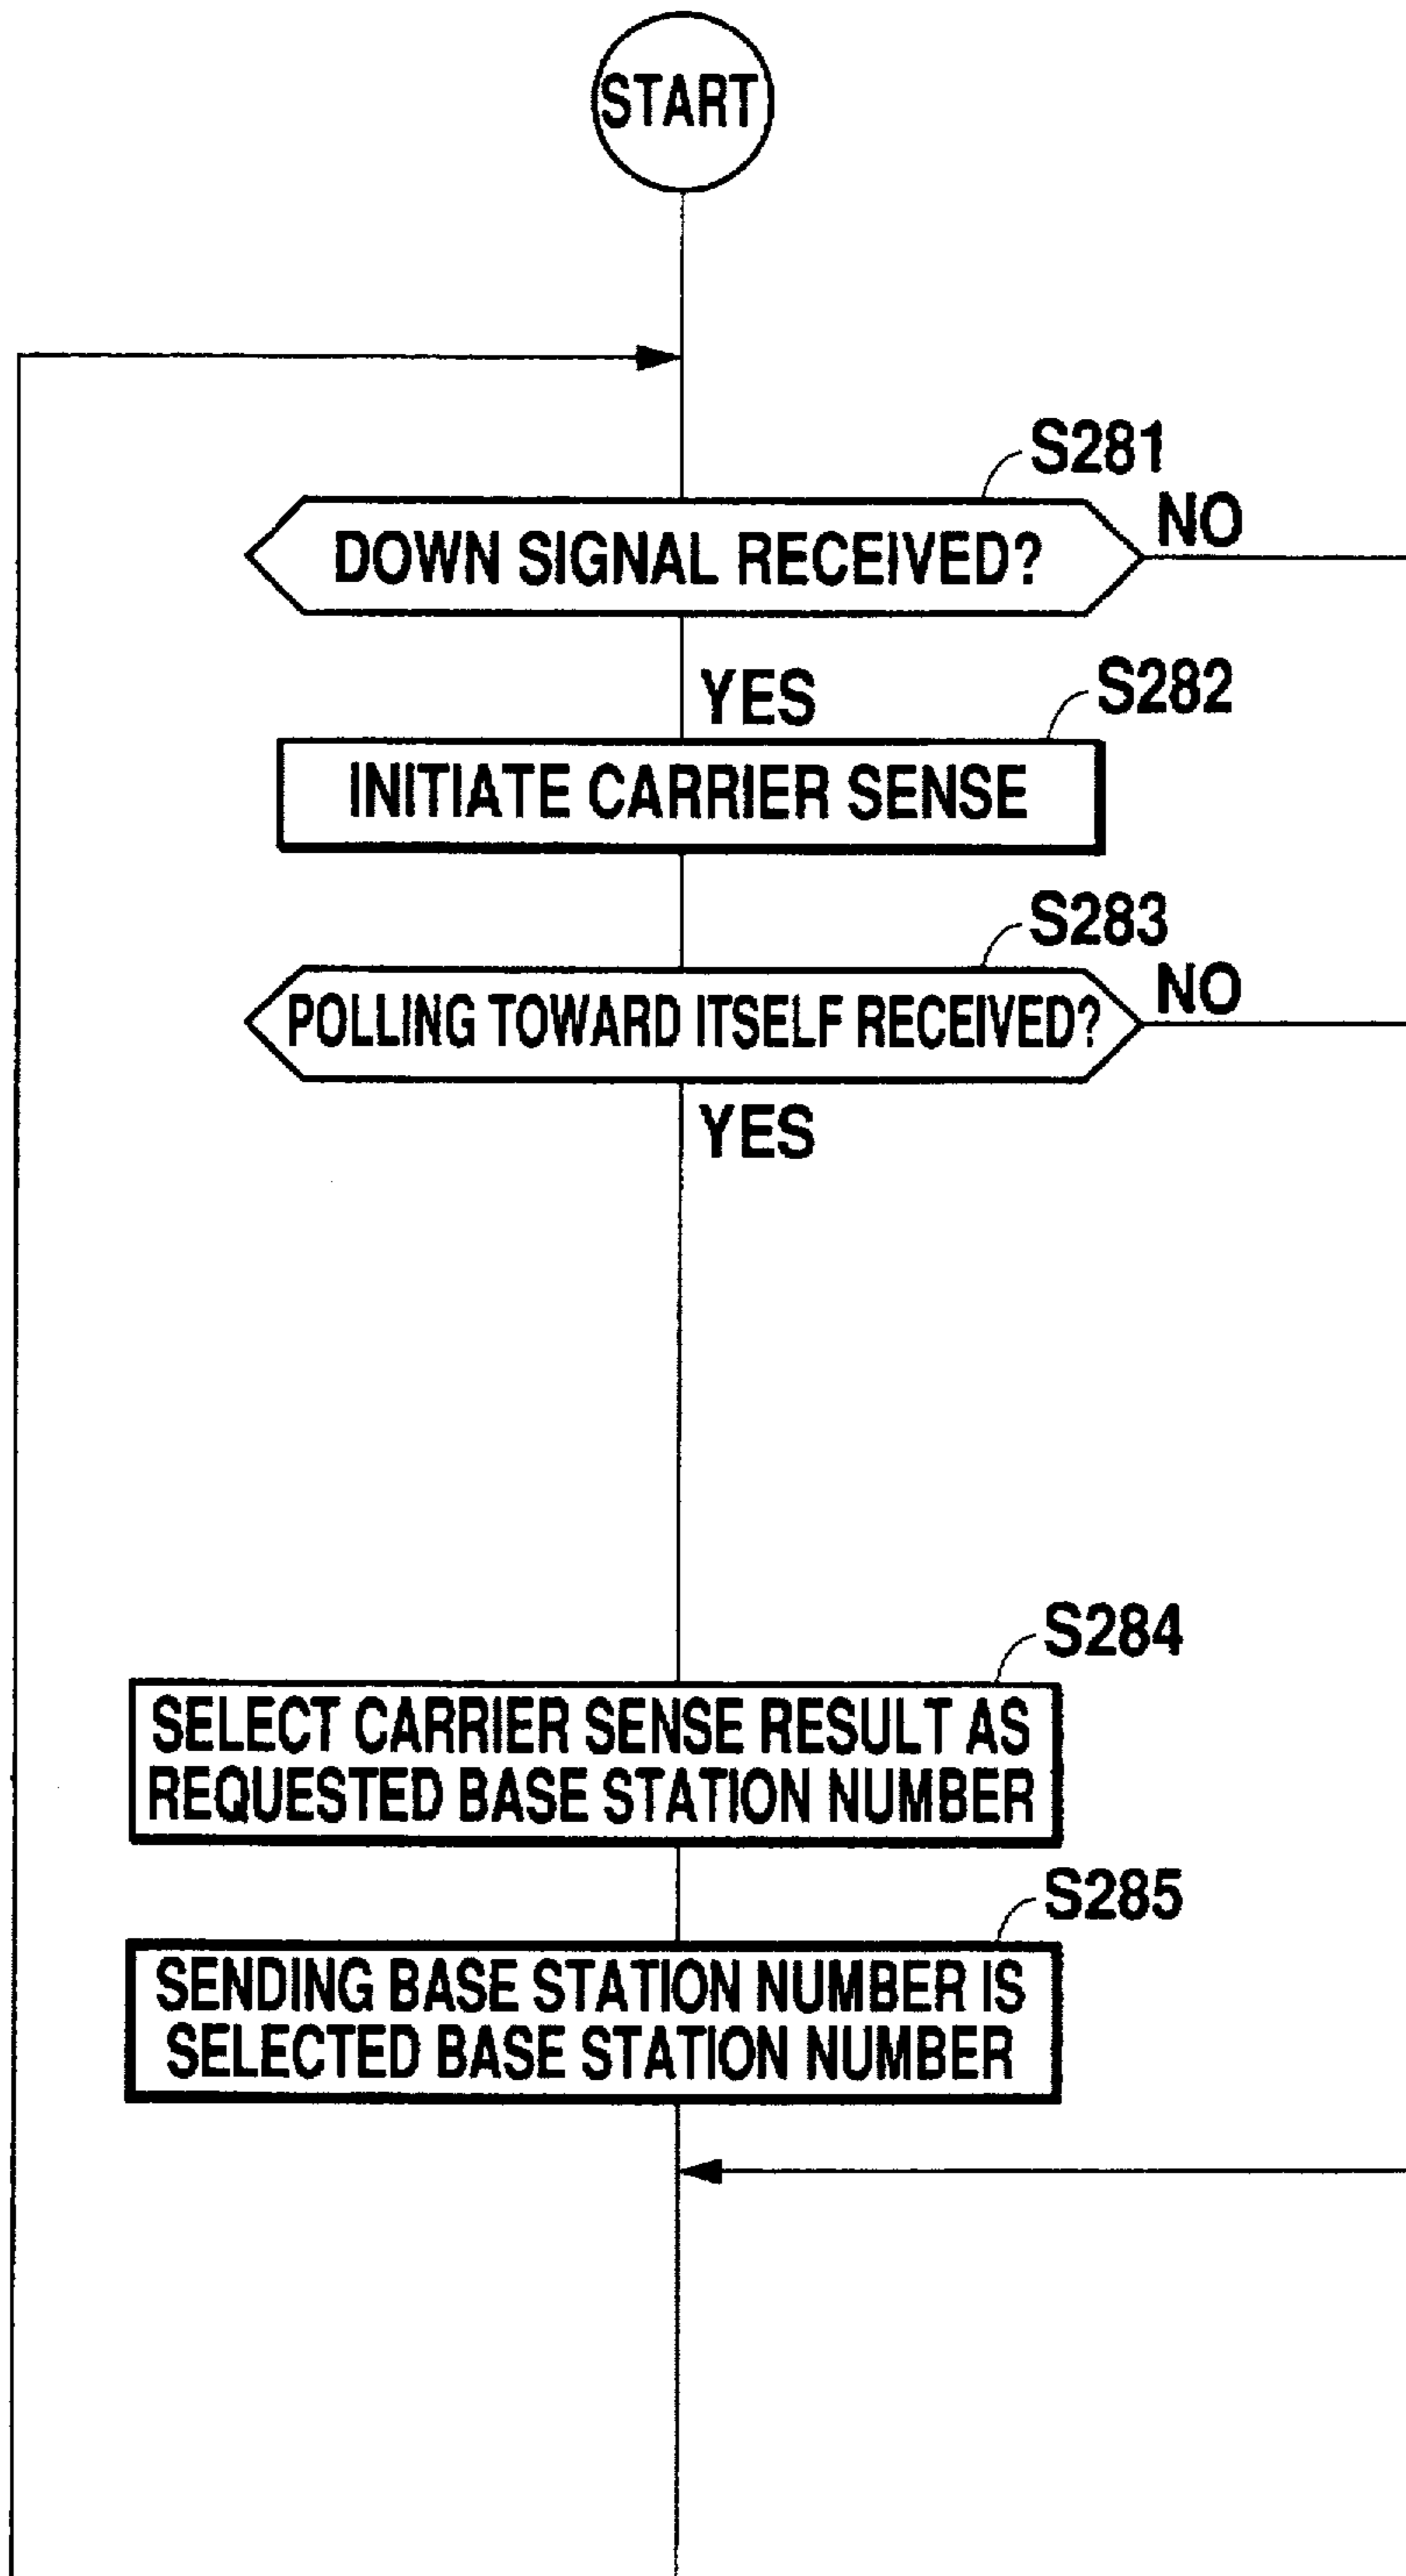 START
S281
DOWN SIGNAL RECEIVED?
NO
YES
S282
INITIATE CARRIER SENSE
S283
POLLING TOWARD ITSELF RECEIVED?
NO
YES
S284
SELECT CARRIER SENSE RESULT AS
REQUESTED BASE STATION NUMBER
S285
SENDING BASE STATION NUMBER IS
SELECTED BASE STATION NUMBER